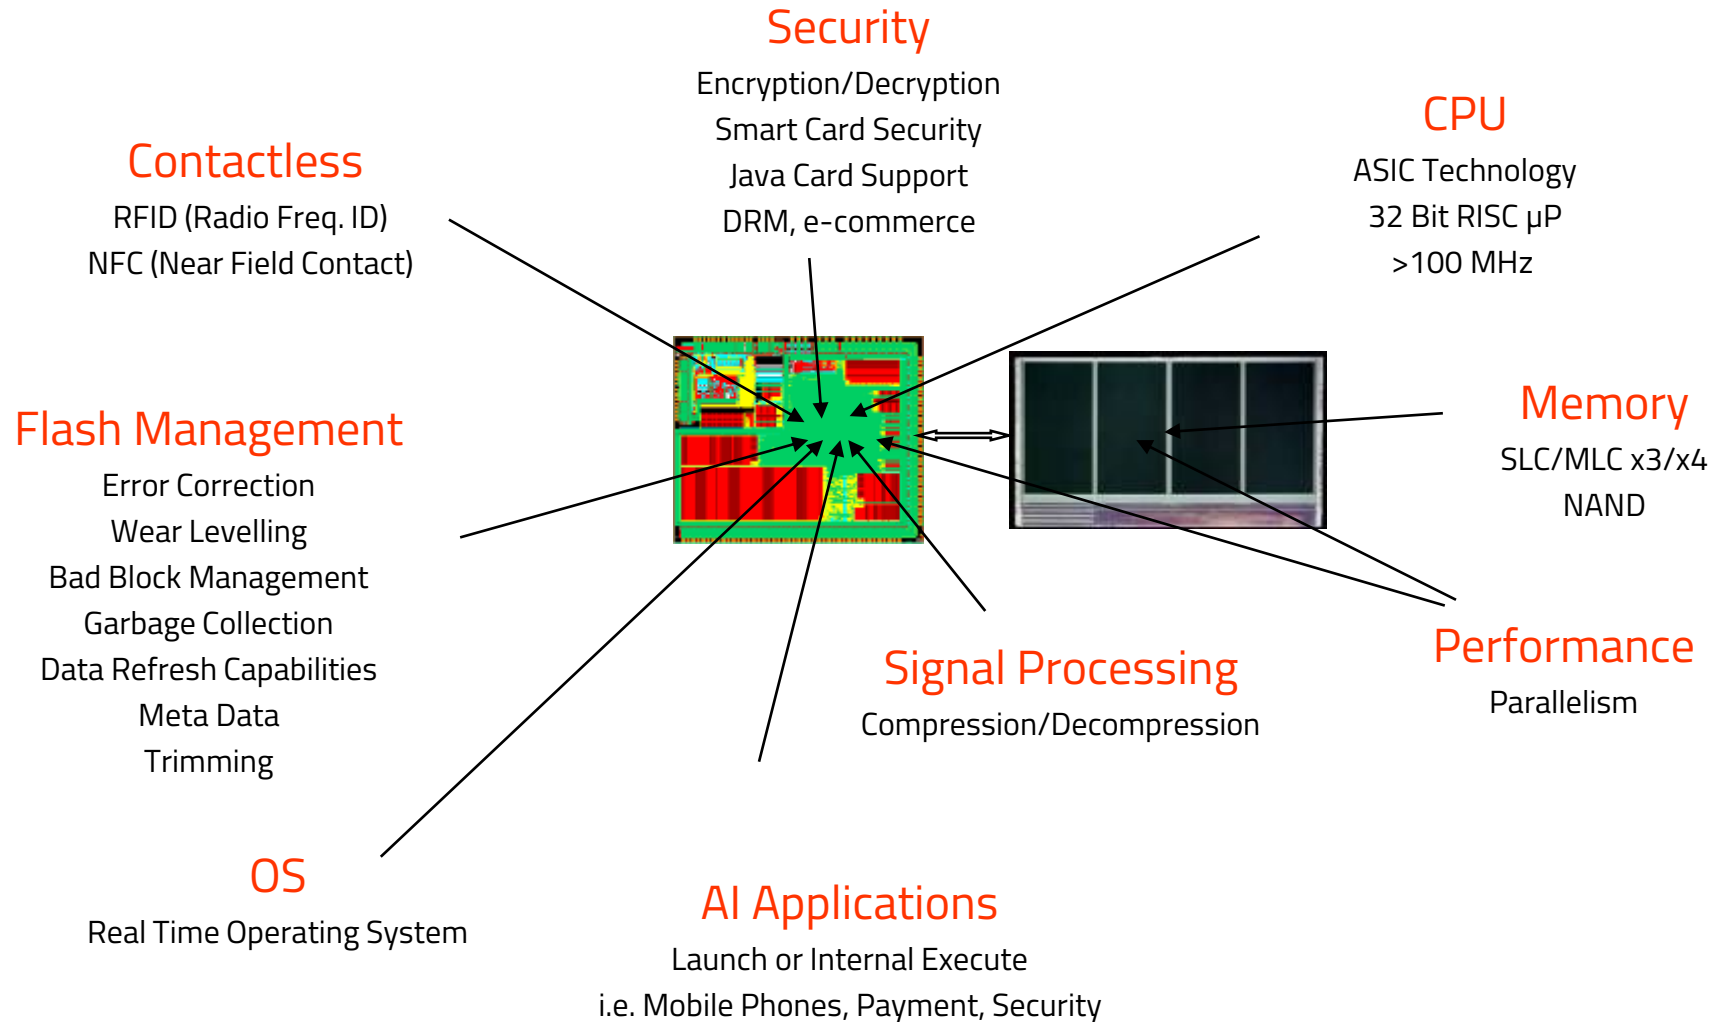 Security
Encryption/Decryption
Smart Card Security
Java Card Support
DRM, e-commerce
CPU
ASIC Technology
32 Bit RISC µP
>100 MHz
Contactless
RFID (Radio Freq. ID)
NFC (Near Field Contact)
Flash Management
Error Correction
Wear Levelling
Bad Block Management
Garbage Collection
Data Refresh Capabilities
Meta Data
Trimming
Memory
SLC/MLC x3/x4
NAND
Signal Processing
Compression/Decompression
Performance
Parallelism
OS
Real Time Operating System
AI Applications
Launch or Internal Execute
i.e. Mobile Phones, Payment, Security